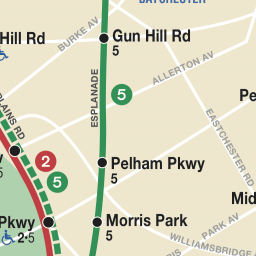 BAYCHESTER
Hill Rd
BURKE AV
Gun Hill Rd
5
ALLERTON AV
ESPLANADE
5
Pe
PLAINS RD
EASTCHESTER RD
y
2
Pelham Pkwy
5
5
Mid
Morris Park
5
PARK AV
Pkwy
2·5
WILLIAMSBRIDGE